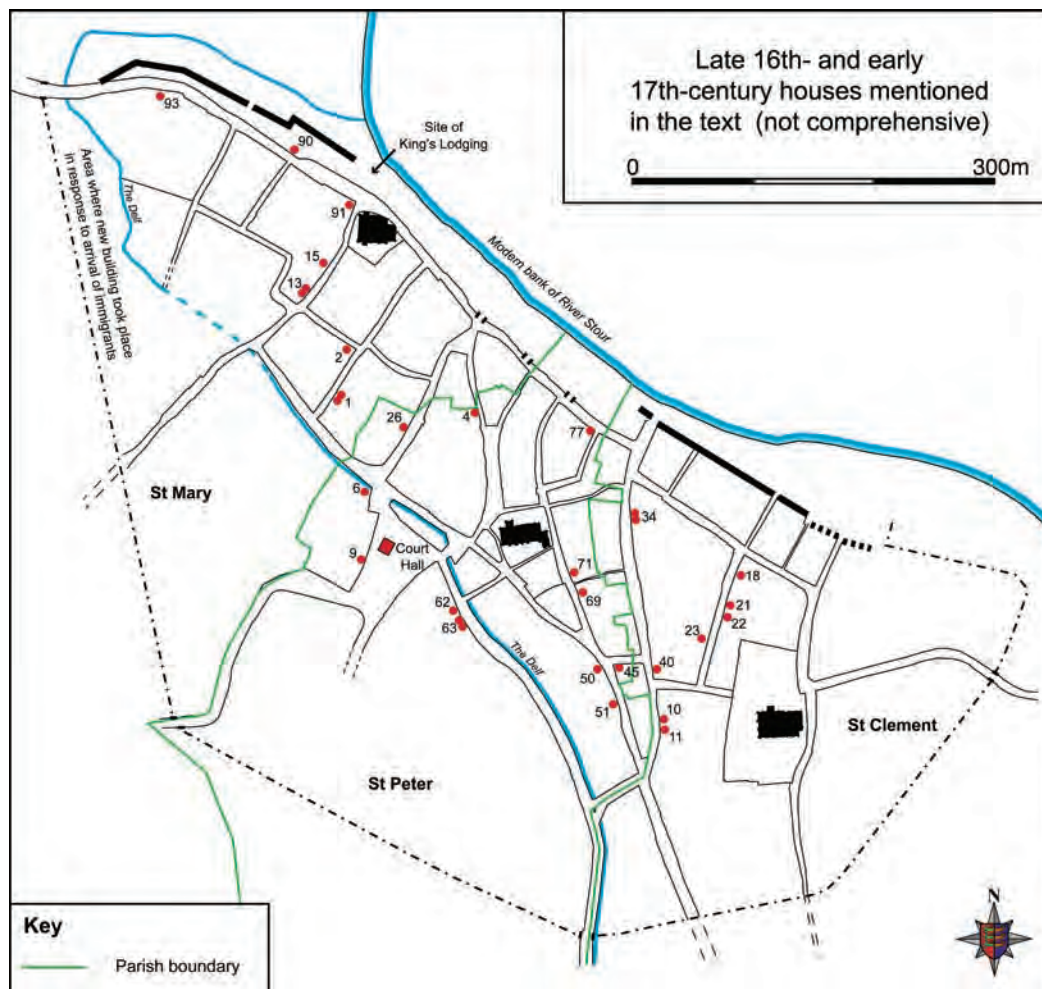 Late 16th- and early
17th-century houses mentioned
in the text (not comprehensive)
0 300m
93
90
Site of
King's Lodging
91
Area where new building took place
in response to arrival of immigrants
The Delf
15
13
Modern bank of River Stour
2
1
26
4
77
St Mary
6
34
Court
Hall
9
71
69
18
21
22
23
62
63
The Delf
50
45
40
51
10
11
St Clement
St Peter
N
Key
Parish boundary